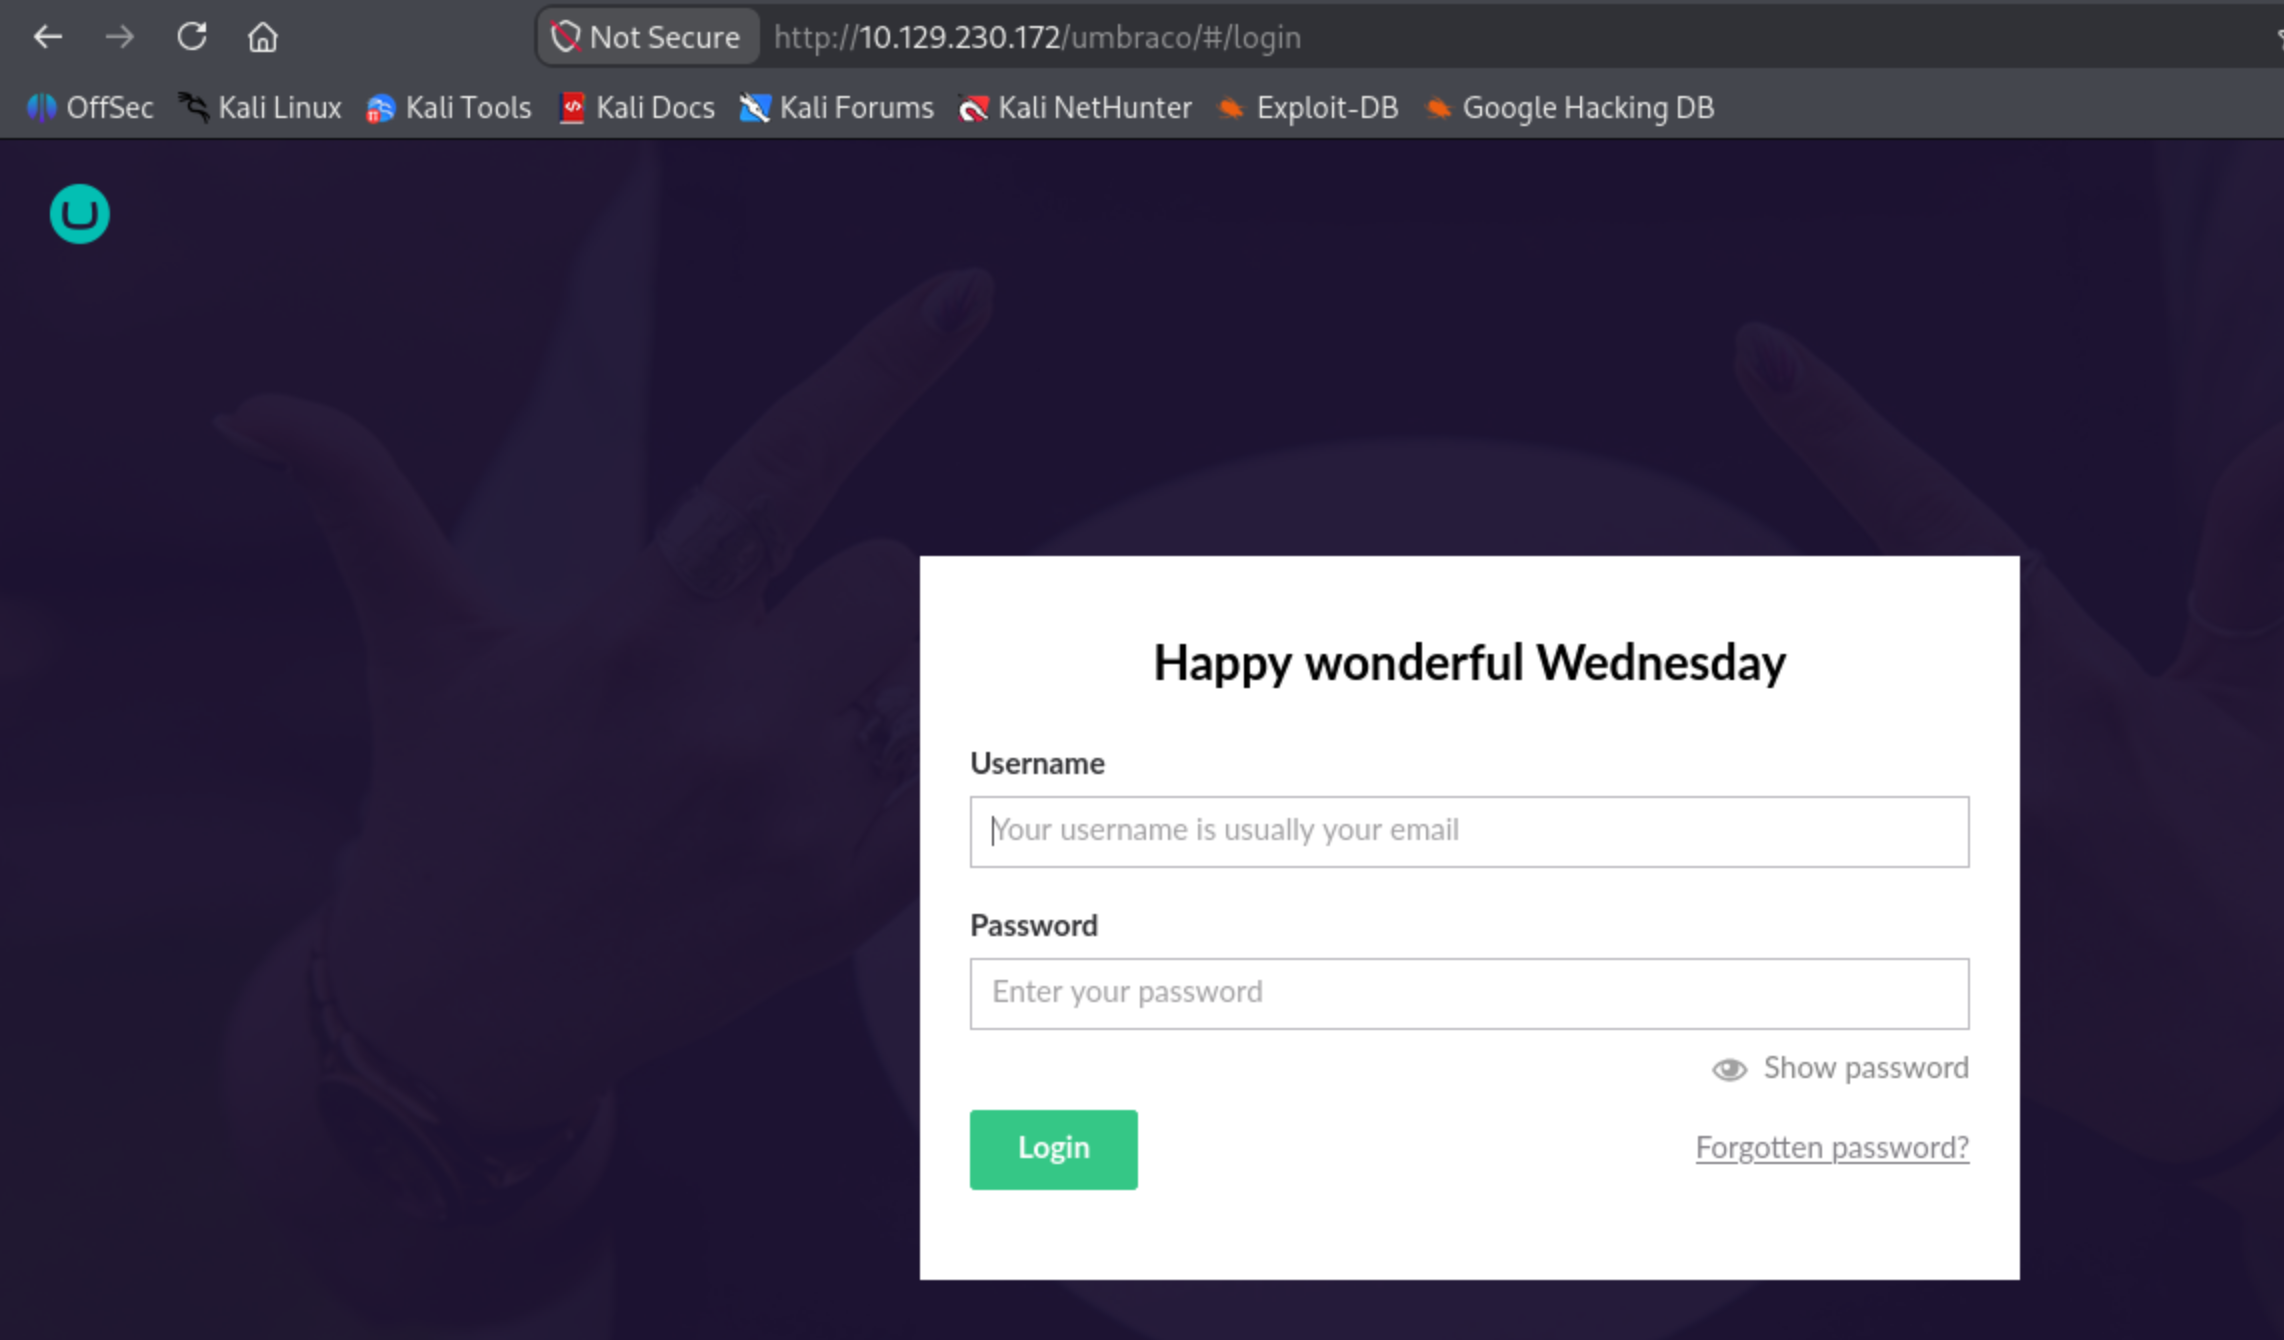 Not Secure http://10.129.230.172/umbraco/#/login
OffSec Kali Linux Kali Tools Kali Docs Kali Forums Kali NetHunter Exploit-DB Google Hacking DB
Happy wonderful Wednesday
Username
Your username is usually your email
Password
Enter your password
Show password
Login Forgotten password?